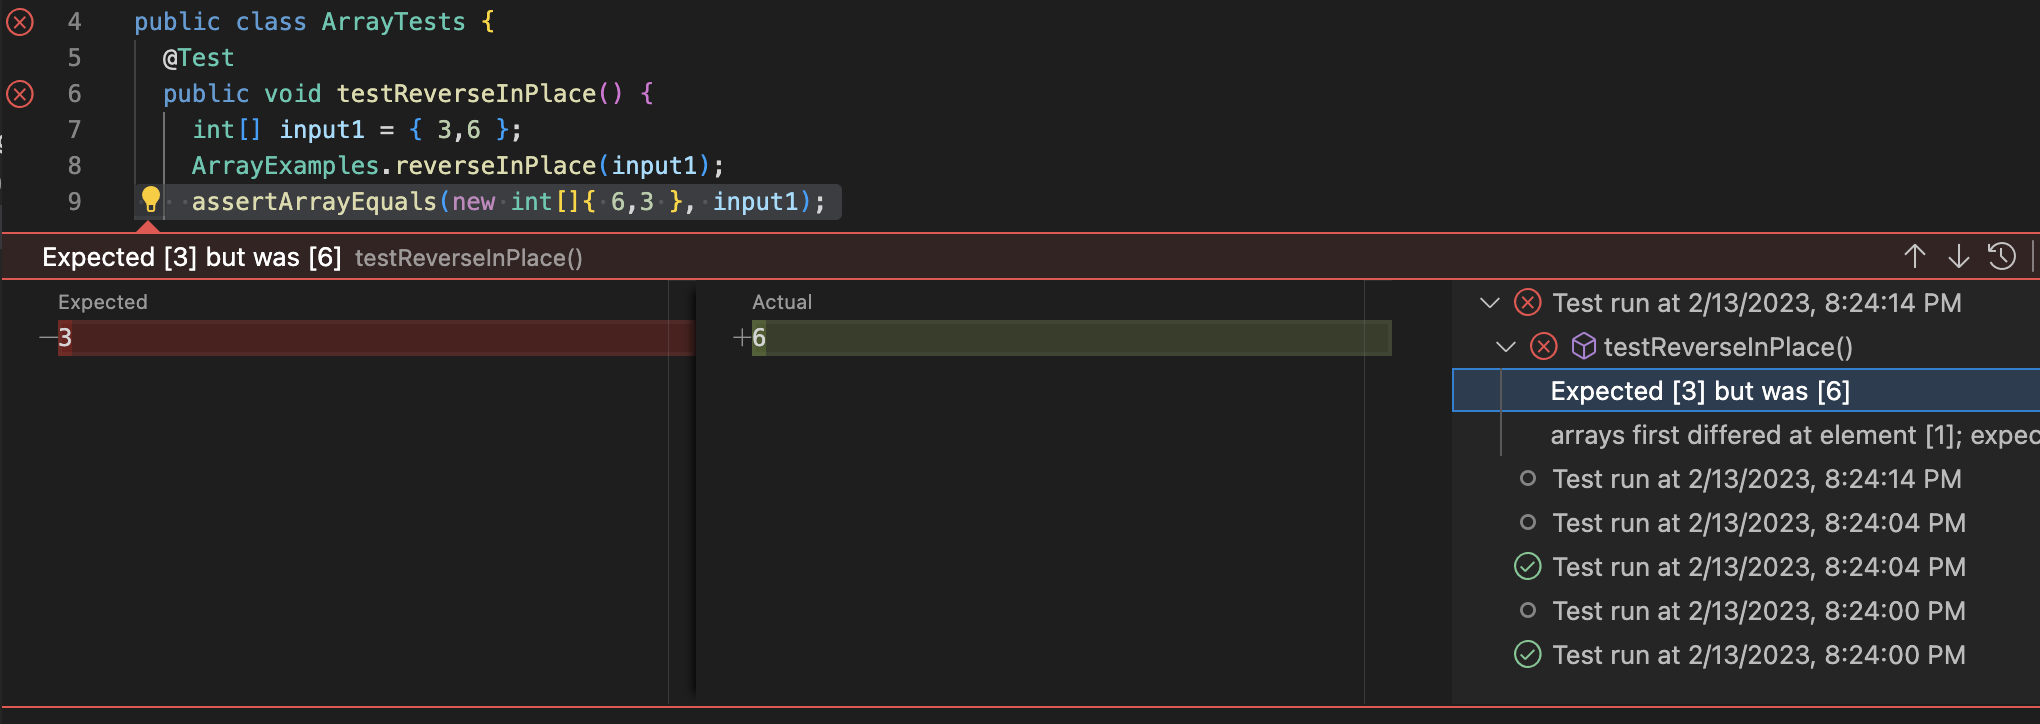 4 public class ArrayTests {
5 @Test
6 public void testReverseInPlace() {
7 int[] input1 = { 3,6 };
8 ArrayExamples.reverseInPlace(input1);
9 assertArrayEquals(new int[]{ 6,3 }, input1);
Expected [3] but was [6] testReverseInPlace()
Expected
—3
Actual
+6
Test run at 2/13/2023, 8:24:14 PM
testReverseInPlace()
Expected [3] but was [6]
arrays first differed at element [1]; expec
Test run at 2/13/2023, 8:24:14 PM
Test run at 2/13/2023, 8:24:04 PM
Test run at 2/13/2023, 8:24:04 PM
Test run at 2/13/2023, 8:24:00 PM
Test run at 2/13/2023, 8:24:00 PM